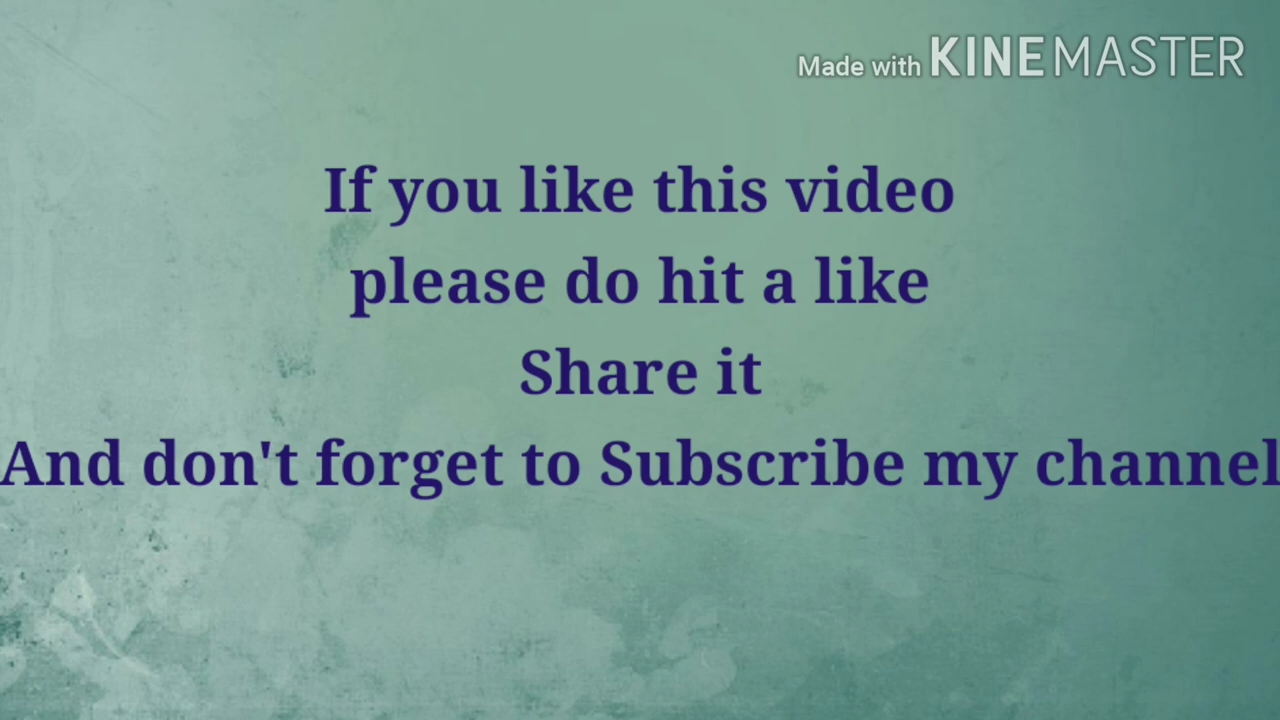 Made with KINEMASTER
If you like this video
please do hit a like
Share it
And don't forget to Subscribe my channel